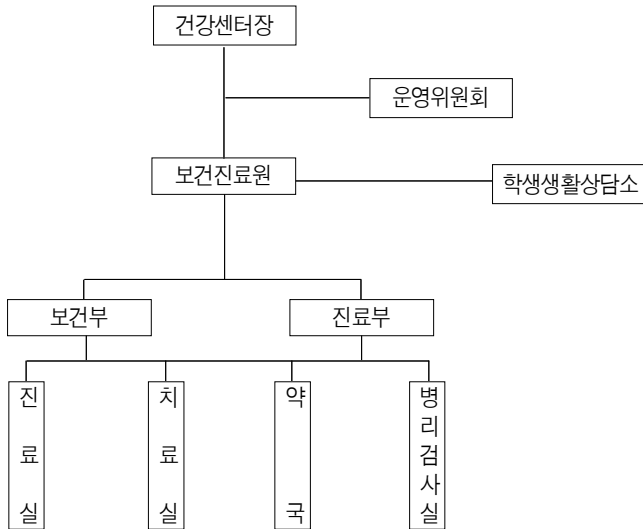 건강센터장
운영위원회
보건진료원
학생생활상담소
보건부
진료부
진료실
치료실
약국
병리검사실